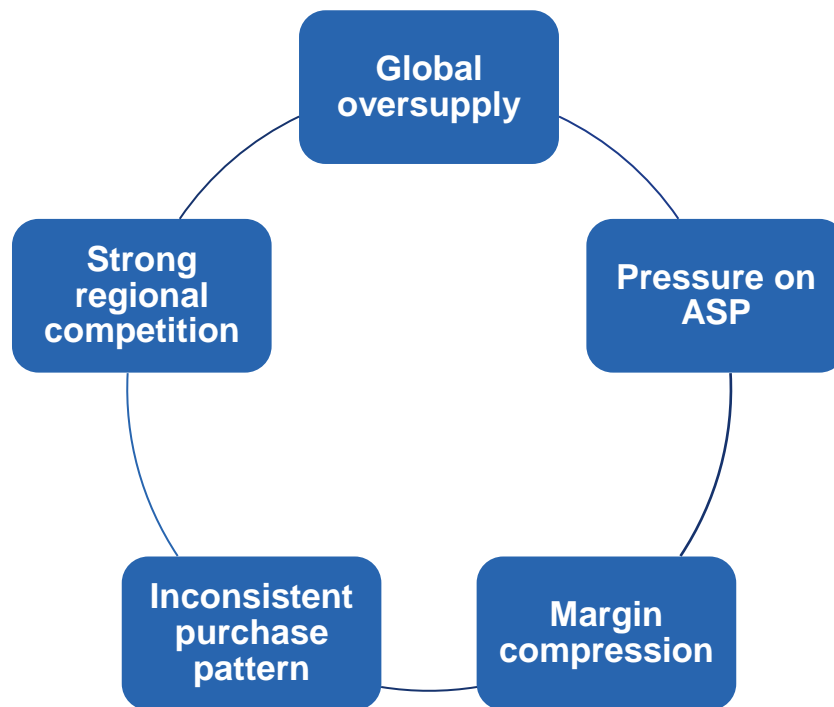 Global
oversupply
Pressure on
ASP
Margin
compression
Inconsistent
purchase
pattern
Strong
regional
competition